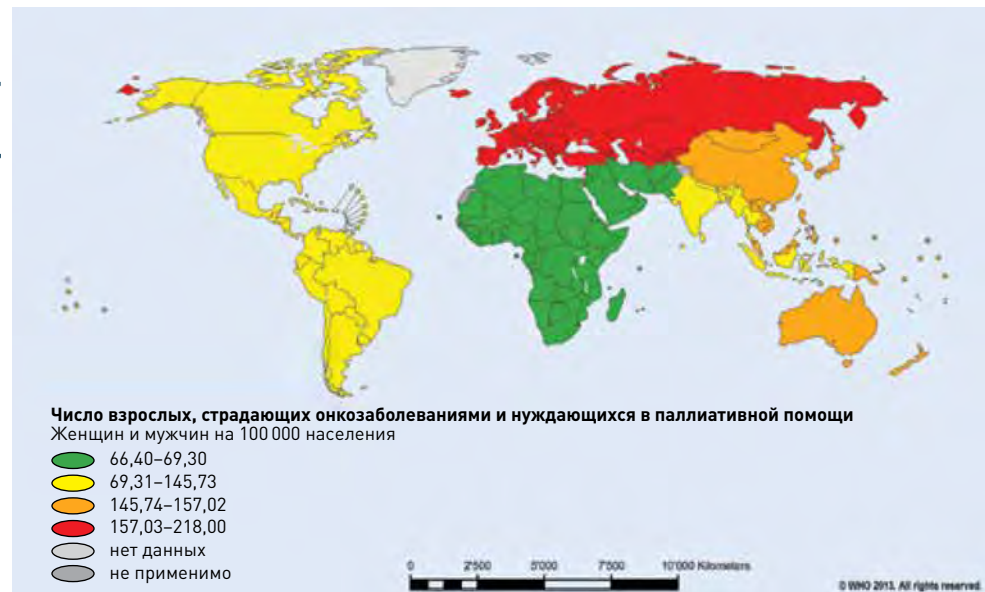 Число взрослых, страдающих онкозаболеваниями и нуждающихся в паллиативной помощи
Женщин и мужчин на 100 000 населения
66,40–69,30
69,31–145,73
145,74–157,02
157,03–218,00
нет данных
не применимо
0 2'500 5'000 7'500 10'000 Kilometers
© WHO 2013. All rights reserved.